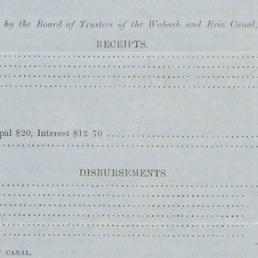 by the Board of Trustees of the Wabash and Erie Canal,
RECEIPTS.
pal $20, Interest $12 70
DISBURSEMENTS.
CANAL.